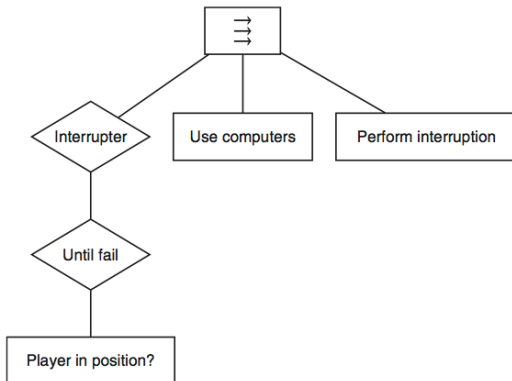 Interrupter
Use computers
Perform interruption
Until fail
Player in position?